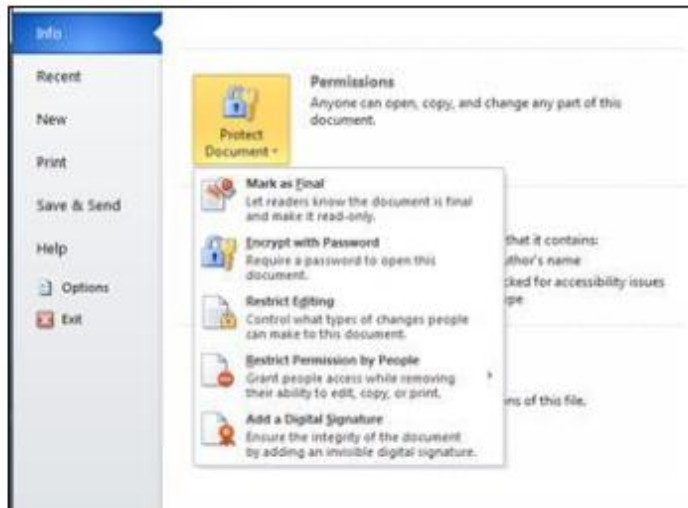 Info
Recent
New
Print
Save & Send
Help
Options
Exit
Permissions
Anyone can open, copy, and change any part of this
document.
Protect
Document
Mark as Final
Let readers know the document is final
and make it read-only.
Encrypt with Password
Require a password to open this
document.
Restrict Editing
Control what types of changes people
can make to this document.
Restrict Permission by People
Grant people access while removing
their ability to edit, copy, or print.
Add a Digital Signature
Ensure the integrity of the document
by adding an invisible digital signature.
that it contains:
thor's name
cked for accessibility issues
pe
ns of this file.